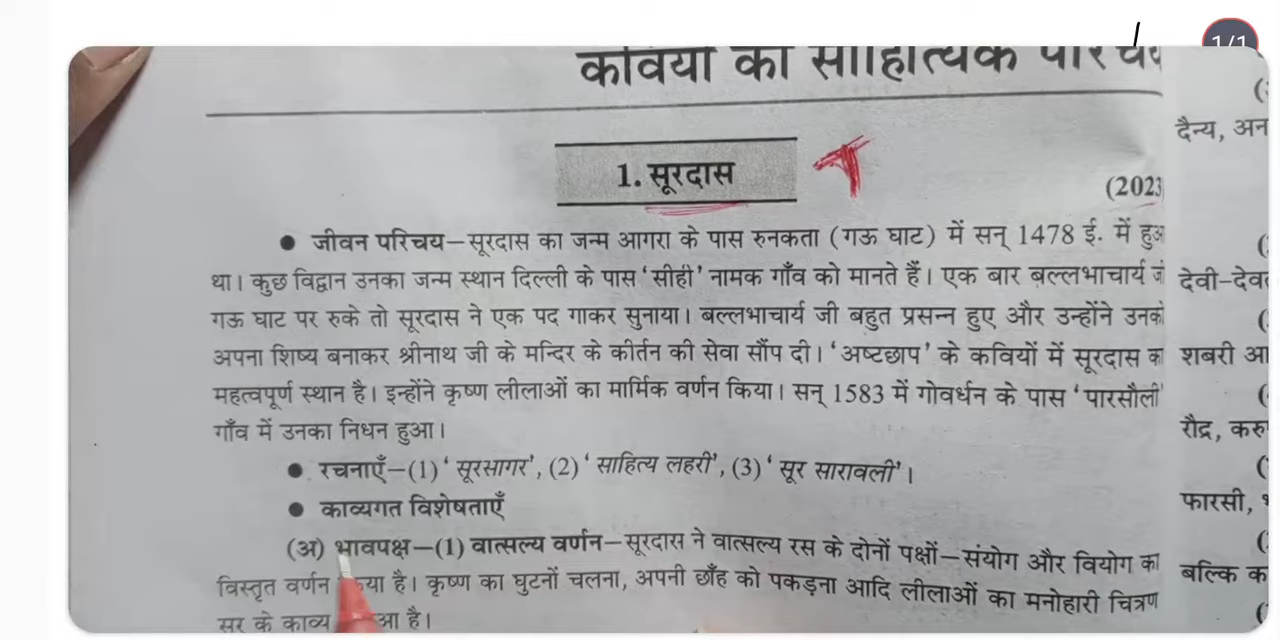 1/1
कवियों का साहित्यिक परिचय
1. सूरदास
(2023
● जीवन परिचय–सूरदास का जन्म आगरा के पास रुनकता (गऊ घाट) में सन् 1478 ई. में हुआ
था। कुछ विद्वान उनका जन्म स्थान दिल्ली के पास 'सीही' नामक गाँव को मानते हैं। एक बार बल्लभाचार्य जी
गऊ घाट पर रुके तो सूरदास ने एक पद गाकर सुनाया। बल्लभाचार्य जी बहुत प्रसन्न हुए और उन्होंने उनको
अपना शिष्य बनाकर श्रीनाथ जी के मन्दिर के कीर्तन की सेवा सौंप दी। 'अष्टछाप' के कवियों में सूरदास का
महत्वपूर्ण स्थान है। इन्होंने कृष्ण लीलाओं का मार्मिक वर्णन किया। सन् 1583 में गोवर्धन के पास 'पारसौली'
गाँव में उनका निधन हुआ।
● रचनाएँ–(1) 'सूरसागर', (2) 'साहित्य लहरी', (3) 'सूर सारावली'।
● काव्यगत विशेषताएँ
(अ) भावपक्ष–(1) वात्सल्य वर्णन–सूरदास ने वात्सल्य रस के दोनों पक्षों–संयोग और वियोग का
विस्तृत वर्णन किया है। कृष्ण का घुटनों चलना, अपनी छाँह को पकड़ना आदि लीलाओं का मनोहारी चित्रण
सूर के काव्य आ है।
दैन्य, अन
देवी-देव
शबरी आ
रौद्र, करु
फारसी,
बल्कि क